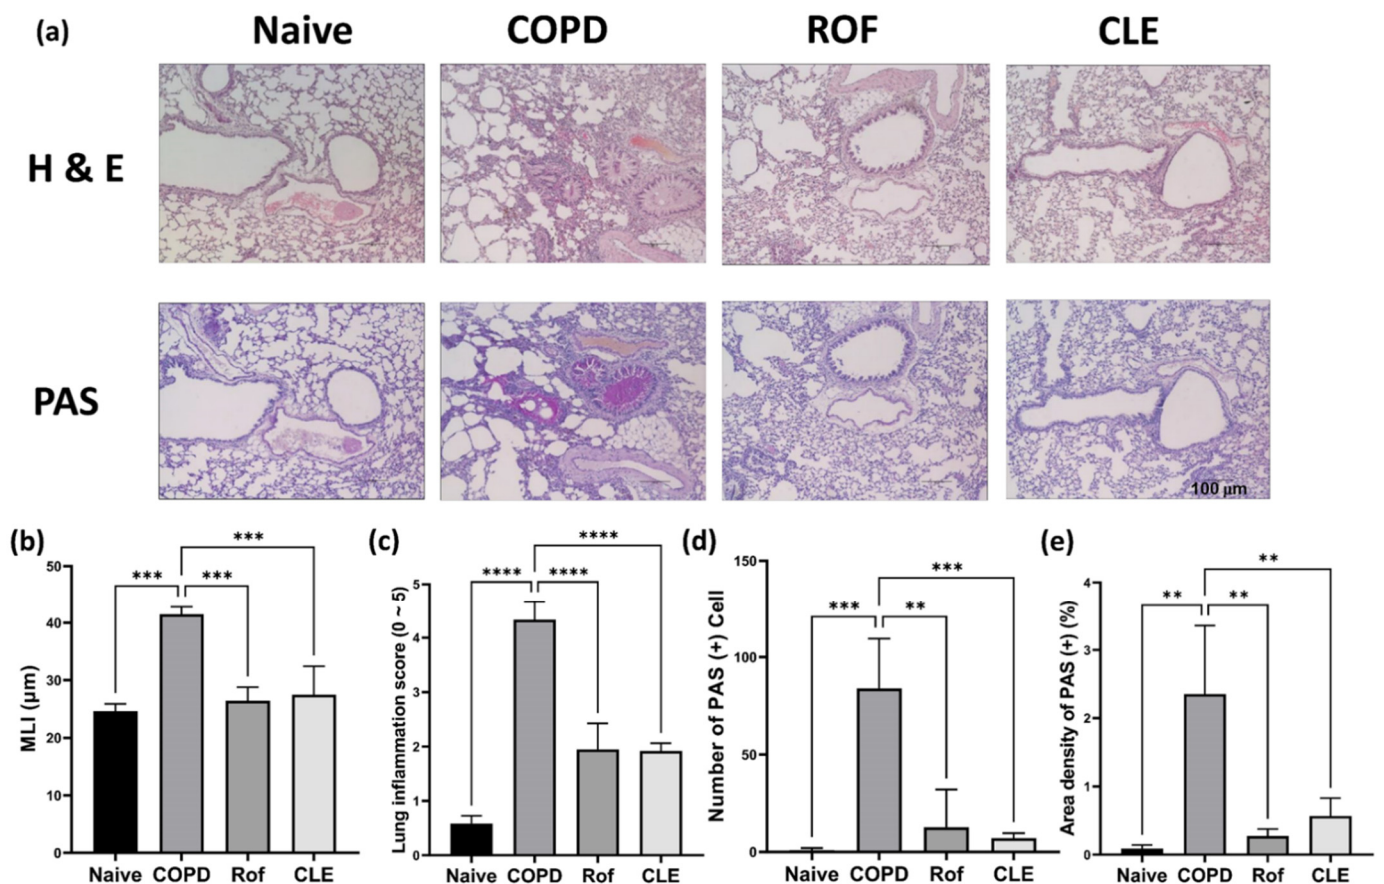 (a) Naive COPD ROF CLE
H & E
PAS
100 µm
(b) (c) (d) (e)
MLI (µm)
50
40
30
20
10
0
*** *** ***
Naive COPD Rof CLE
Lung inflammation score (0 ~ 5)
5
4
3
2
1
0
**** **** ****
Naive COPD Rof CLE
Number of PAS (+) Cell
150
100
50
0
*** ** ***
Naive COPD Rof CLE
Area density of PAS (+) (%)
4
3
2
1
0
** ** **
Naive COPD Rof CLE